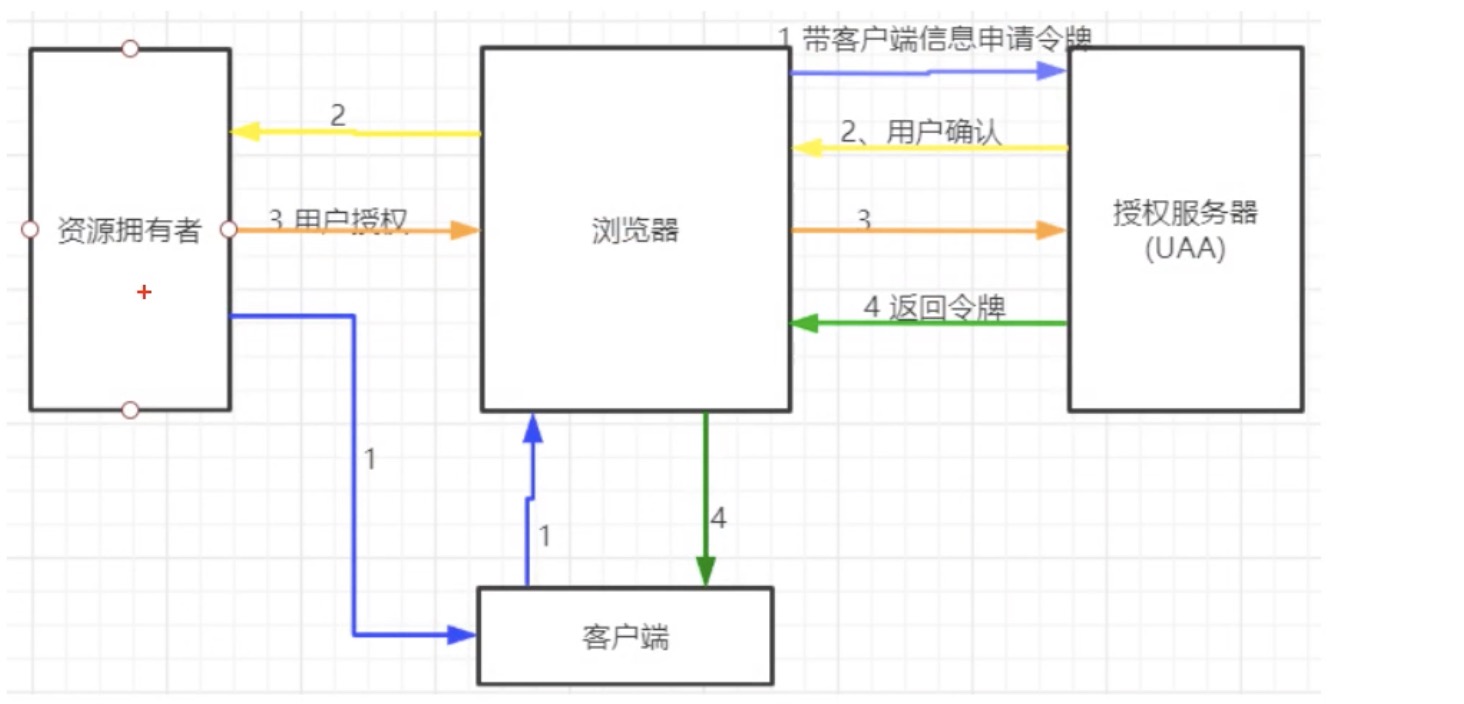 1 带客户端信息申请令牌
2
2、用户确认
3 用户授权
3
资源拥有者
浏览器
授权服务器
(UAA)
4 返回令牌
1
1
4
客户端